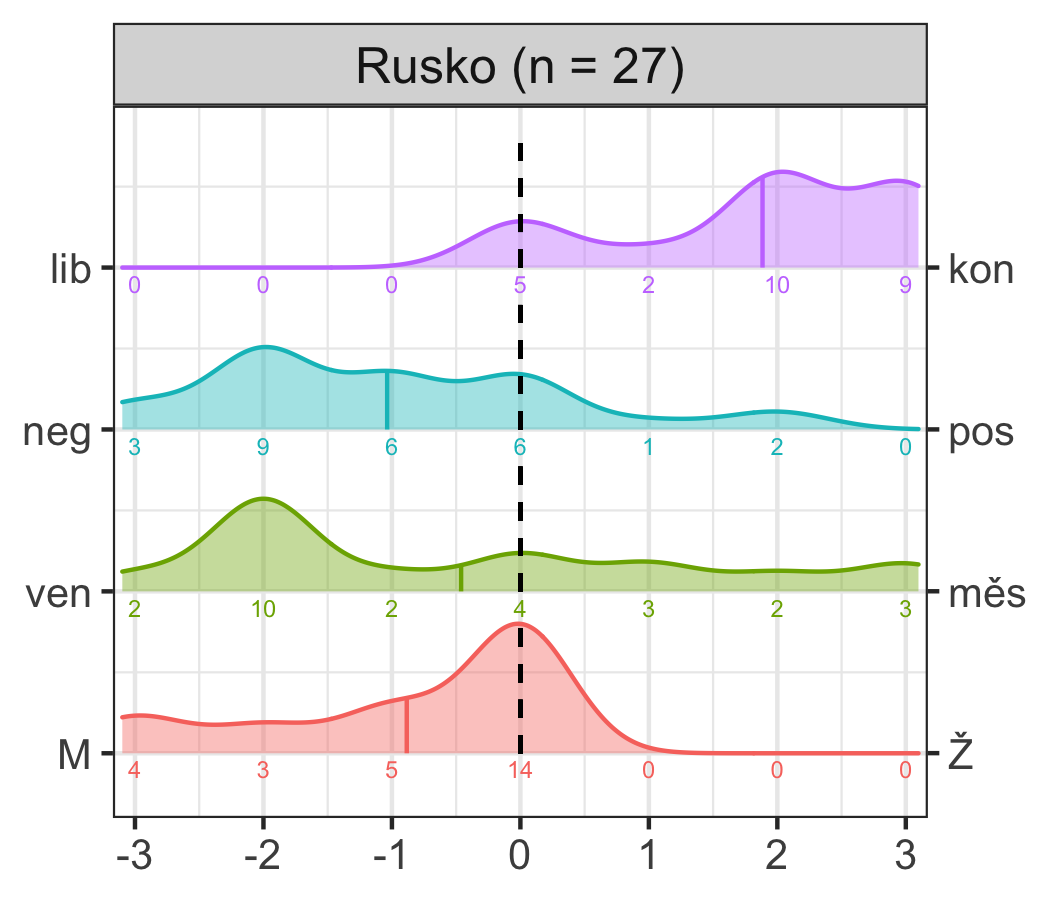 Rusko (n = 27)
lib kon
0 0 0 5 2 10 9
neg pos
3 9 6 6 1 2 0
ven měs
2 10 2 4 3 2 3
M Ž
4 3 5 14 0 0 0
-3 -2 -1 0 1 2 3